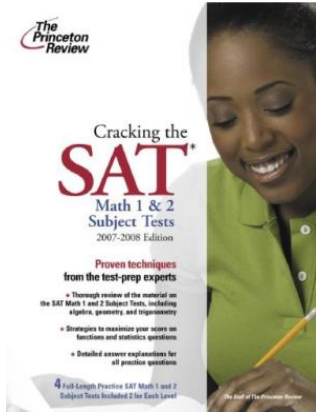 The
Princeton
Review
Cracking the
SAT*
Math 1 & 2
Subject Tests
2007-2008 Edition
Proven techniques
from the test-prep experts
• Thorough review of the material on
the SAT Math 1 and 2 Subject Tests, including
algebra, geometry, and trigonometry
• Strategies to maximize your score on
functions and statistics questions
• Detailed answer explanations for
all practice questions
4 Full-Length Practice SAT Math 1 and 2
Subject Tests Included 2 for Each Level
The Staff of The Princeton Review